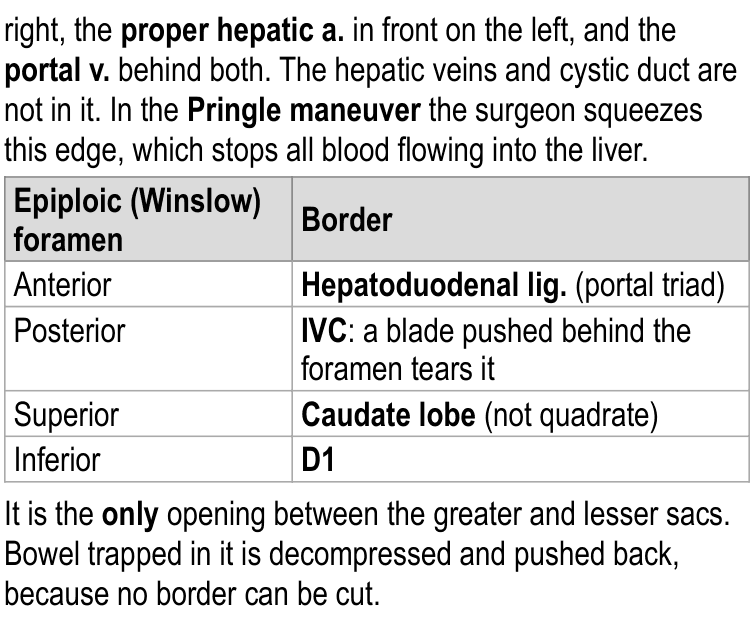 right, the proper hepatic a. in front on the left, and the
portal v. behind both. The hepatic veins and cystic duct are
not in it. In the Pringle maneuver the surgeon squeezes
this edge, which stops all blood flowing into the liver.
Epiploic (Winslow)
foramen
Border
Anterior
Hepatoduodenal lig. (portal triad)
Posterior
IVC: a blade pushed behind the
foramen tears it
Superior
Caudate lobe (not quadrate)
Inferior
D1
It is the only opening between the greater and lesser sacs.
Bowel trapped in it is decompressed and pushed back,
because no border can be cut.